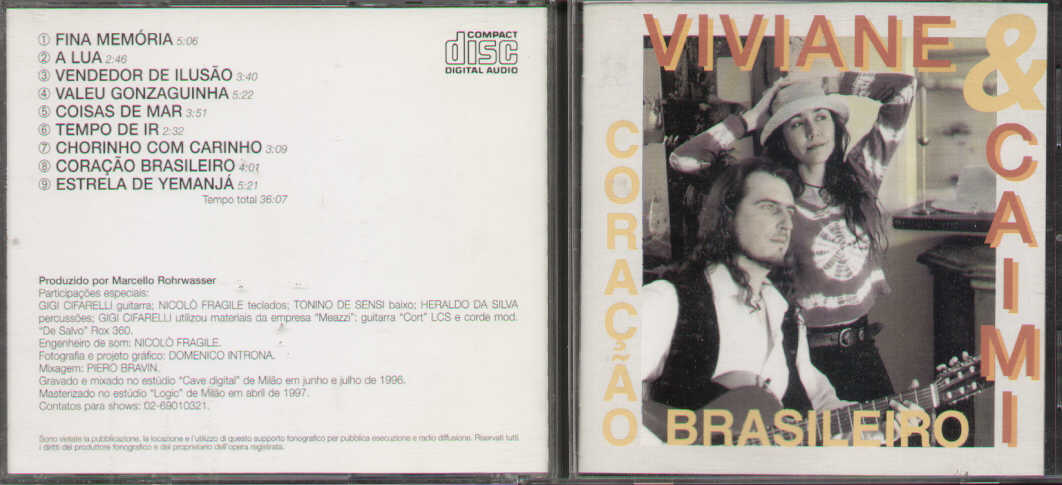 ① FINA MEMÓRIA 5:06
② A LUA 2:46
③ VENDEDOR DE ILUSÃO 3:40
④ VALEU GONZAGUINHA 5:22
⑤ COISAS DE MAR 3:51
⑥ TEMPO DE IR 2:32
⑦ CHORINHO COM CARINHO 3:09
⑧ CORAÇÃO BRASILEIRO 4:01
⑨ ESTRELA DE YEMANJÁ 5:21
Tempo total 36:07
COMPACT
disc
DIGITAL AUDIO
Produzido por Marcello Rohrwasser
Participações especiais:
GIGI CIFARELLI guitarra; NICOLÒ FRAGILE teclados; TONINO DE SENSI baixo; HERALDO DA SILVA
percussões; GIGI CIFARELLI utilizou materiais da empresa “Meazzi”; guitarra “Cort” LCS e corde mod.
“De Salvo” Rox 360.
Engenheiro de som: NICOLÒ FRAGILE.
Fotografia e projeto gráfico: DOMENICO INTRONA.
Mixagem: PIERO BRAVIN.
Gravado e mixado no estúdio “Cave digital” de Milão em junho e julho de 1996.
Masterizado no estúdio “Logic” de Milão em abril de 1997.
Contatos para shows: 02-69010321.
Sono vietate la pubblicazione, la locazione e l'utilizzo di questo supporto fonografico per pubblica esecuzione e radio diffusione. Riservati tutti
i diritti del produttore fonografico e del proprietario dell'opera registrata.
VIVIANE
&
CAIMI
CORAÇÃO
BRASILEIRO